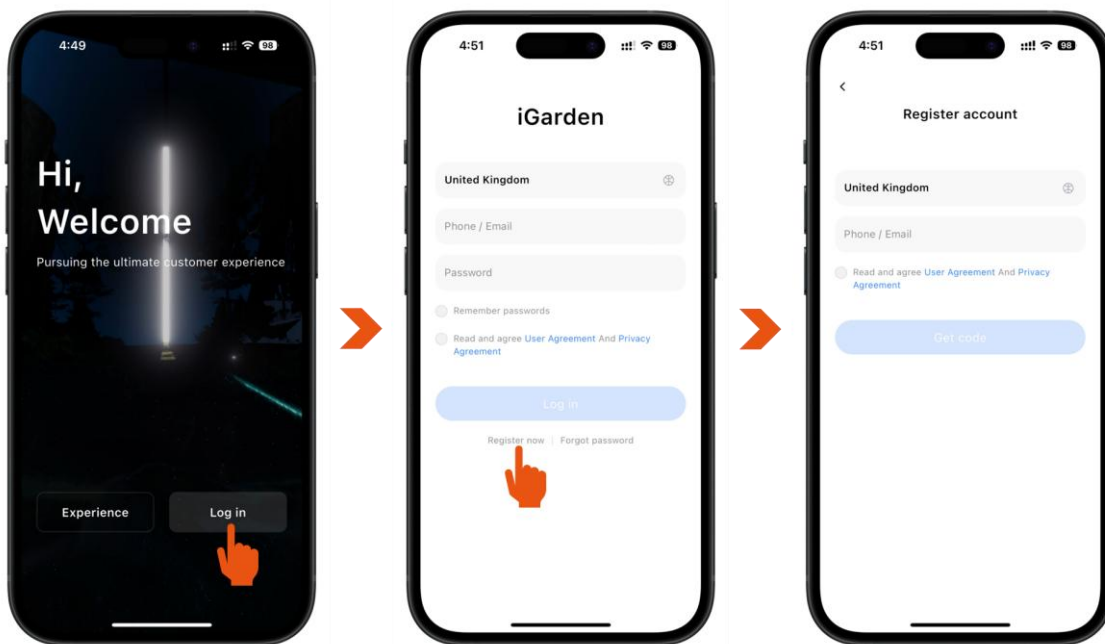 4:49
98
Hi,
Welcome
Pursuing the ultimate customer experience
Experience
Log in
4:51
98
iGarden
United Kingdom
Phone / Email
Password
Remember passwords
Read and agree User Agreement And Privacy
Agreement
Log in
Register now | Forgot password
4:51
98
Register account
United Kingdom
Phone / Email
Read and agree User Agreement And Privacy
Agreement
Get code